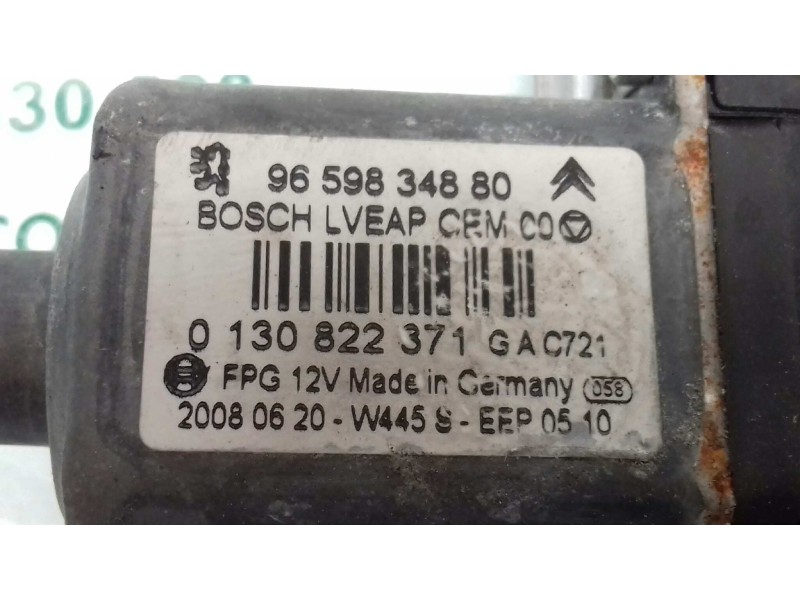 96 598 348 80
BOSCH LVEAP CEM 00
0 130 822 371 G A C721
FPG 12V Made in Germany 058
2008 06 20 - W445 S - EEP 05 10